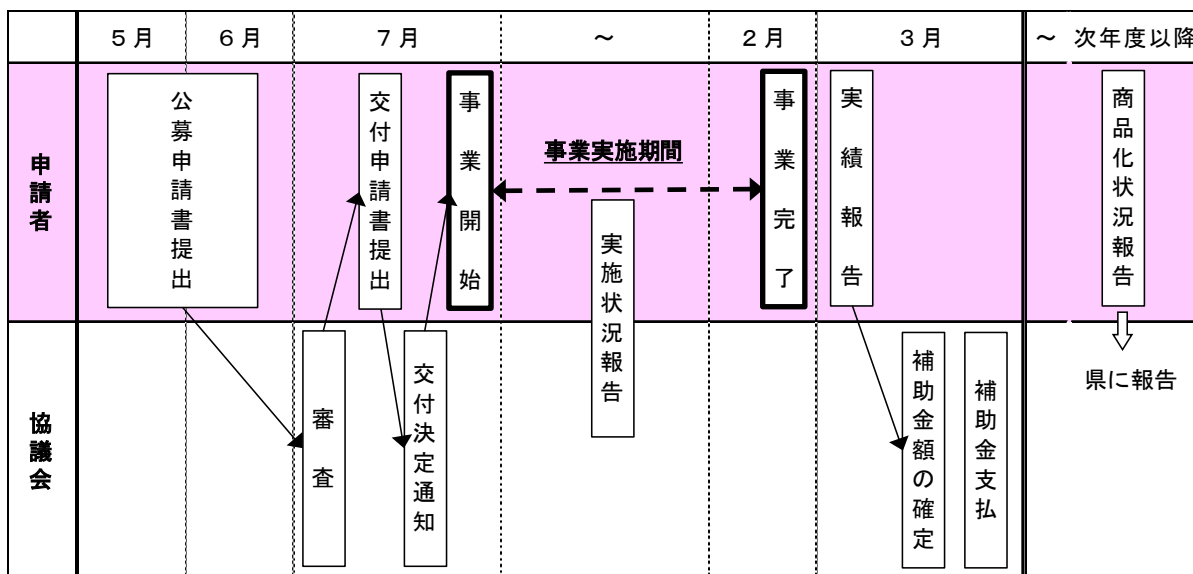 5月
6月
7月
～
2月
3月
～ 次年度以降
申請者
公募申請書提出
交付申請書提出
事業開始
事業実施期間
実施状況報告
事業完了
実績報告
商品化状況報告
県に報告
協議会
審査
交付決定通知
補助金額の確定
補助金支払